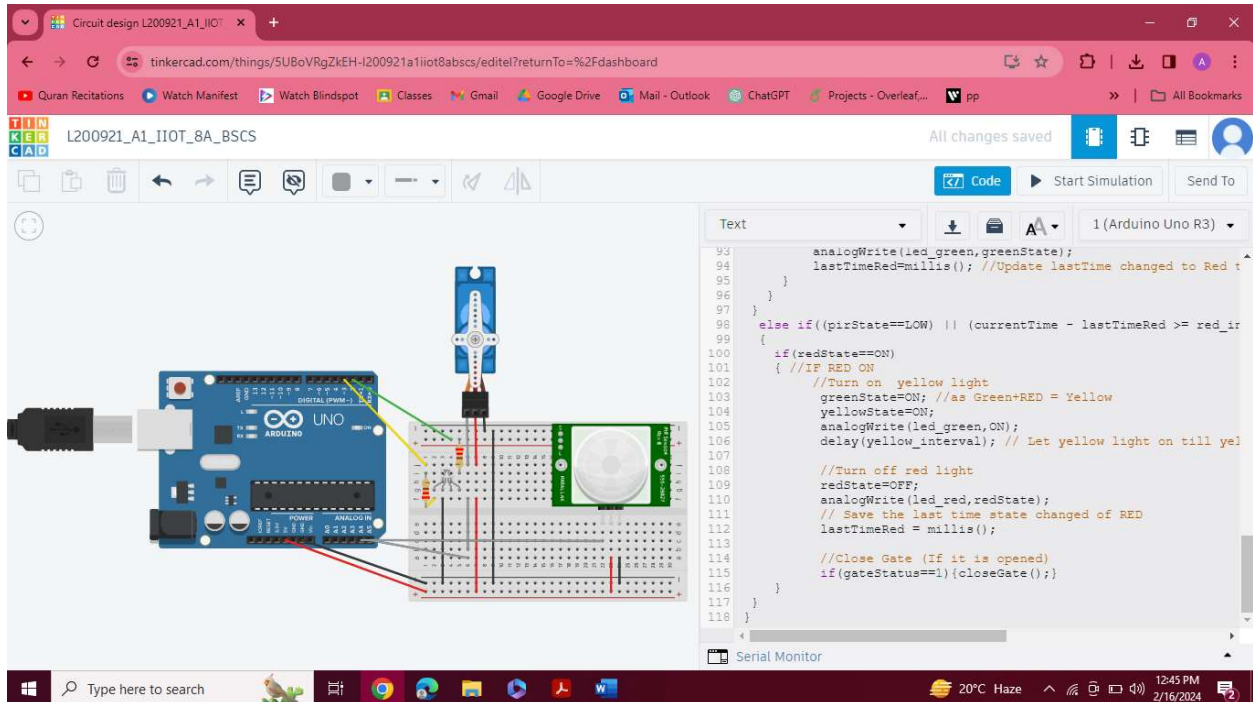 Circuit design L200921_A1_IIOT
tinkercad.com/things/5UBoVRgZkEH-l200921a1iiot8abscs/editel?returnTo=%2Fdashboard
A
Quran Recitations
Watch Manifest
Watch Blindspot
Classes
Gmail
Google Drive
Mail - Outlook
ChatGPT
Projects - Overleaf,...
pp
»
All Bookmarks
TIN
KER
CAD
L200921_A1_IIOT_8A_BSCS
All changes saved
Code
Start Simulation
Send To
Text
1 (Arduino Uno R3)
93 analogWrite(led_green,greenState);
94 lastTimeRed=millis(); //Update lastTime changed to Red t
95 }
96 }
97 }
98 else if((pirState==LOW) || (currentTime - lastTimeRed >= red_in
99 {
100 if(redState==ON)
101 { //IF RED ON
102 //Turn on yellow light
103 greenState=ON; //as Green+RED = Yellow
104 yellowState=ON;
105 analogWrite(led_green,ON);
106 delay(yellow_interval); // Let yellow light on till yel
107
108 //Turn off red light
109 redState=OFF;
110 analogWrite(led_red,redState);
111 // Save the last time state changed of RED
112 lastTimeRed = millis();
113
114 //Close Gate (If it is opened)
115 if(gateStatus==1){closeGate();}
116 }
117 }
118 }
Serial Monitor
DIGITAL (PWM~)
UNO
ARDUINO
POWER
ANALOG IN
Type here to search
20°C Haze
12:45 PM
2/16/2024
2